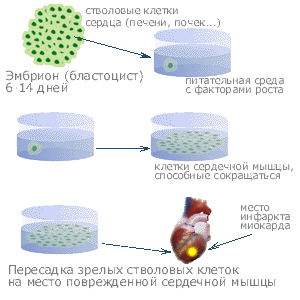 стволовые клетки
сердца (печени, почек...)
Эмбрион (бластоцист)
6-14 дней
питательная среда
с факторами роста
клетки сердечной мышцы,
способные сокращаться
место
инфаркта
миокарда
Пересадка зрелых стволовых клеток
на место поврежденной сердечной мышцы